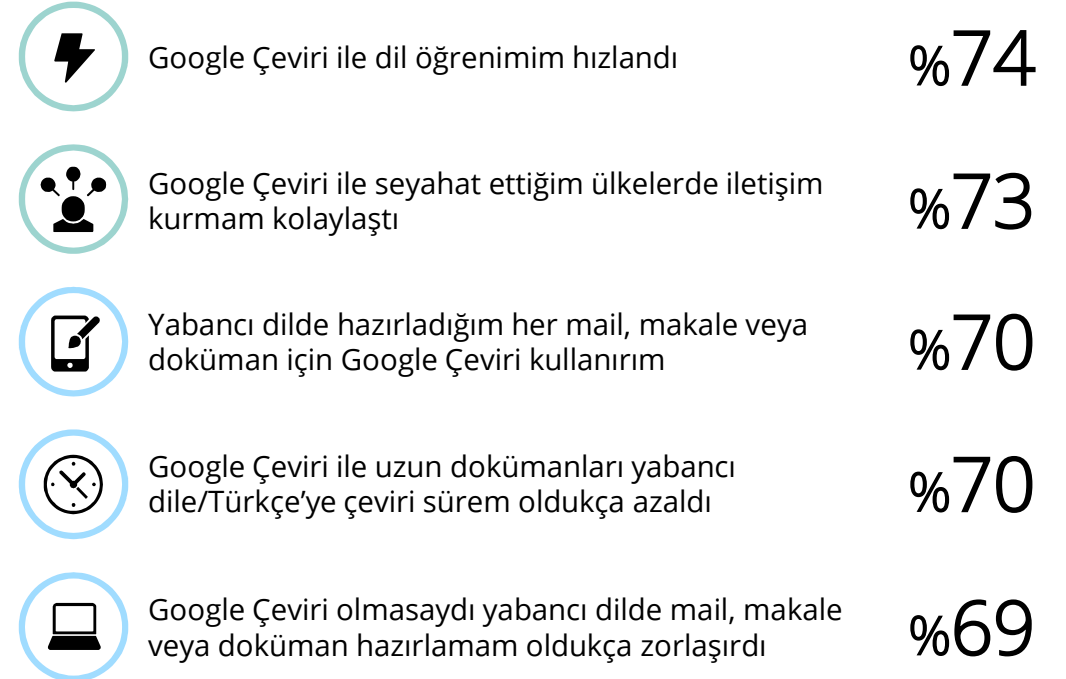 Google Çeviri ile dil öğrenimim hızlandı
%74
Google Çeviri ile seyahat ettiğim ülkelerde iletişim
kurmam kolaylaştı
%73
Yabancı dilde hazırladığım her mail, makale veya
doküman için Google Çeviri kullanırım
%70
Google Çeviri ile uzun dokümanları yabancı
dile/Türkçe’ye çeviri sürem oldukça azaldı
%70
Google Çeviri olmasaydı yabancı dilde mail, makale
veya doküman hazırlamam oldukça zorlaşırdı
%69